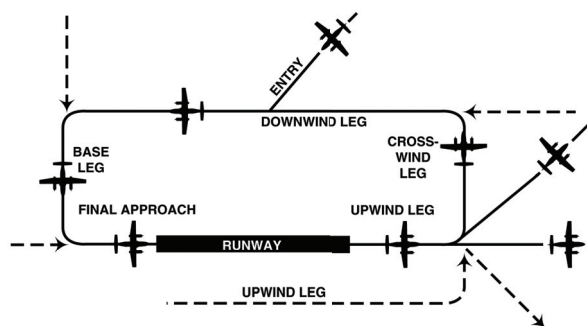 ENTRY
DOWNWIND LEG
BASE
LEG
CROSS-
WIND
LEG
FINAL APPROACH
UPWIND LEG
RUNWAY
UPWIND LEG